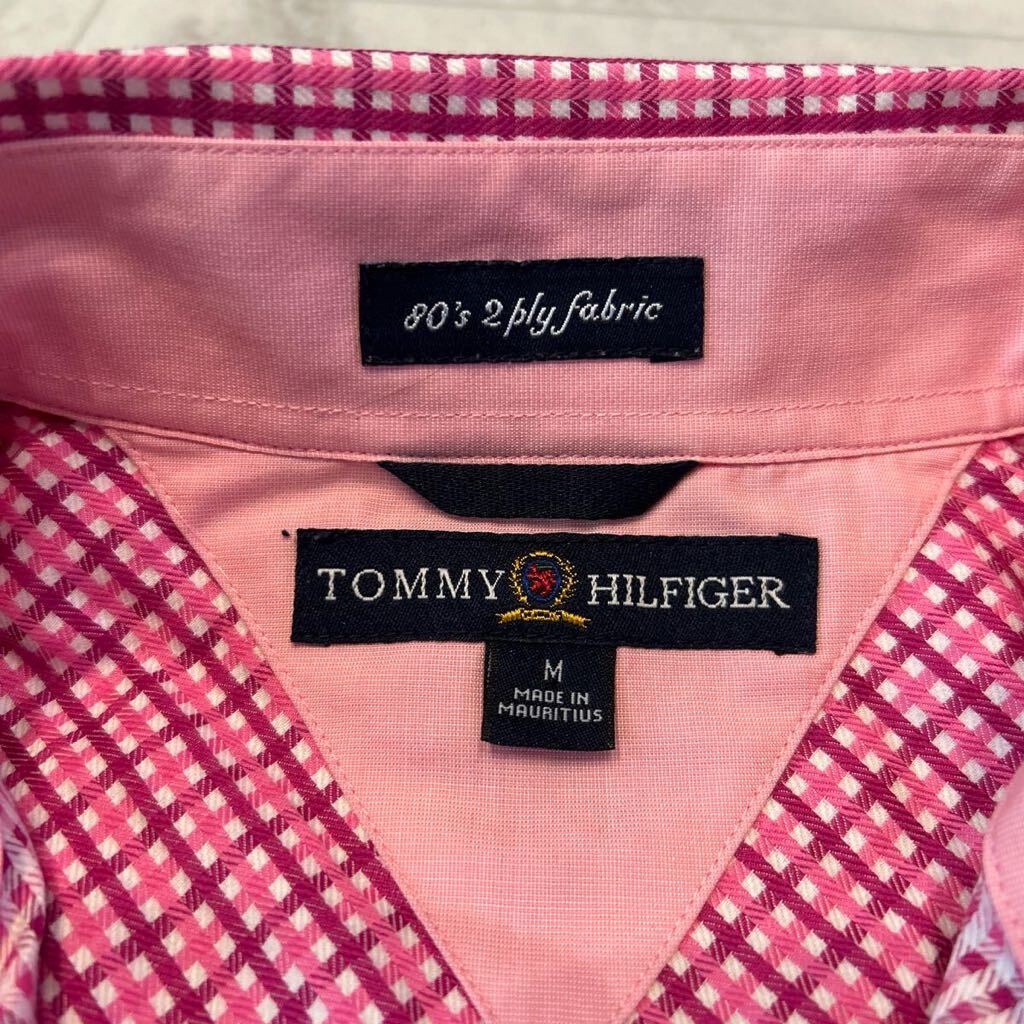 80's 2 ply fabric
TOMMY HILFIGER
M
MADE IN
MAURITIUS